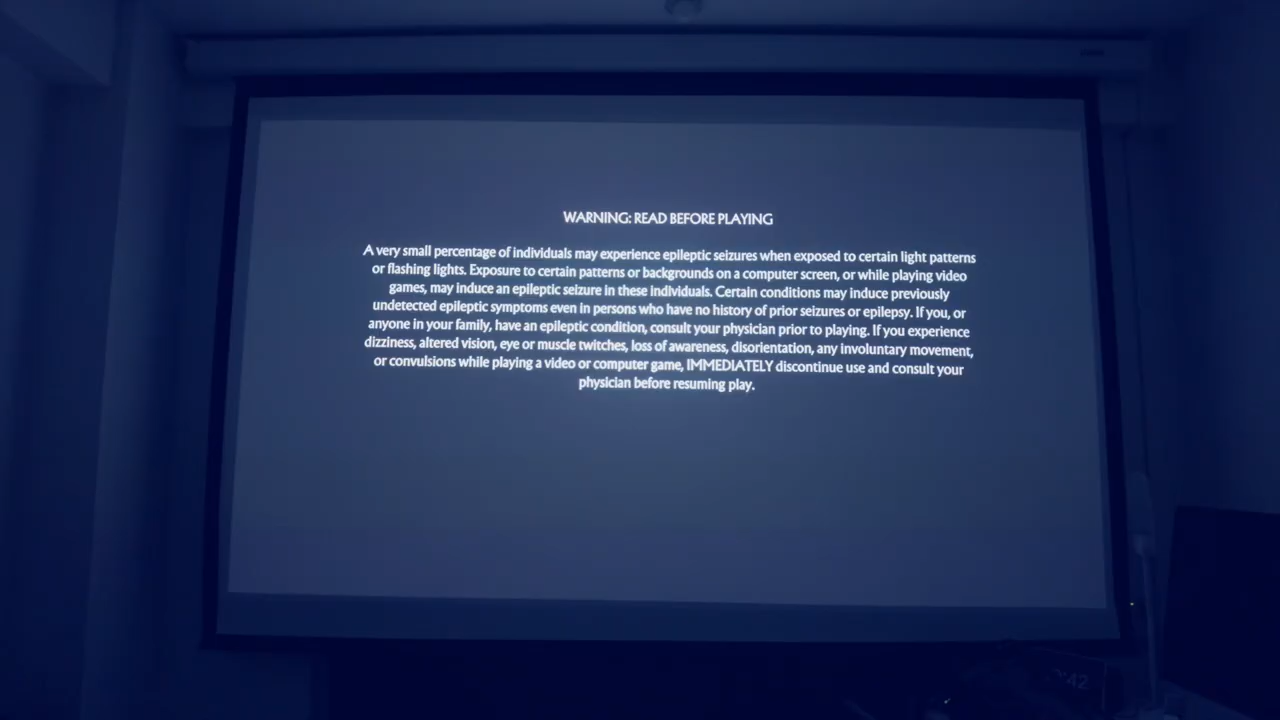 WARNING: READ BEFORE PLAYING
A very small percentage of individuals may experience epileptic seizures when exposed to certain light patterns
or flashing lights. Exposure to certain patterns or backgrounds on a computer screen, or while playing video
games, may induce an epileptic seizure in these individuals. Certain conditions may induce previously
undetected epileptic symptoms even in persons who have no history of prior seizures or epilepsy. If you, or
anyone in your family, have an epileptic condition, consult your physician prior to playing. If you experience
dizziness, altered vision, eye or muscle twitches, loss of awareness, disorientation, any involuntary movement,
or convulsions while playing a video or computer game, IMMEDIATELY discontinue use and consult your
physician before resuming play.